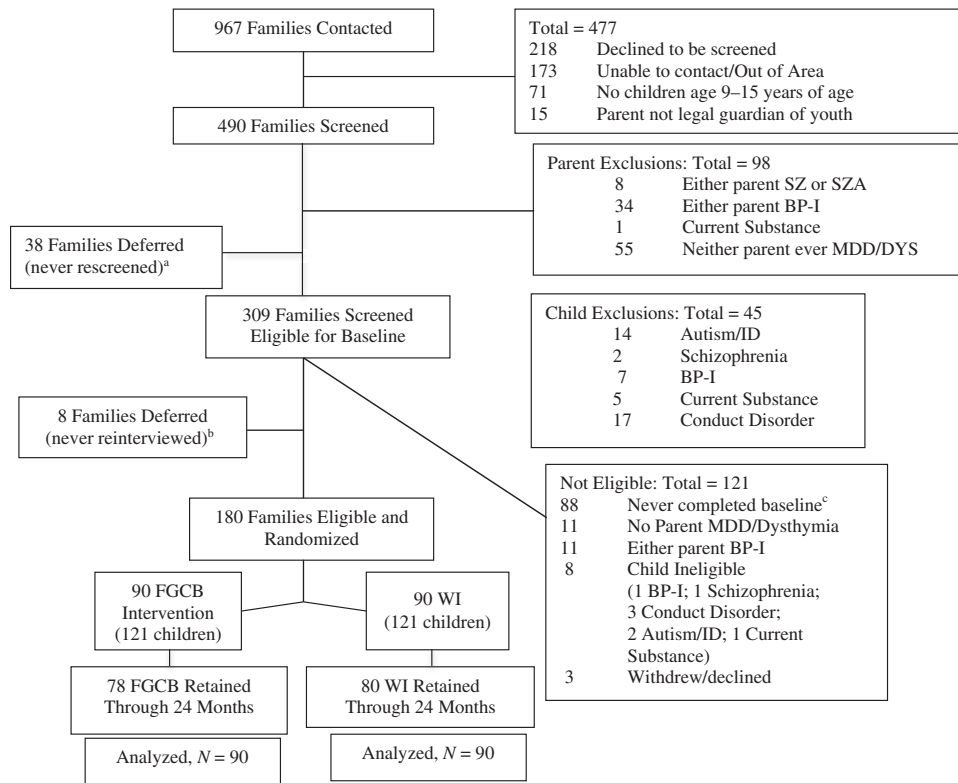 967 Families Contacted
Total = 477
218 Declined to be screened
173 Unable to contact/Out of Area
71 No children age 9–15 years of age
15 Parent not legal guardian of youth
490 Families Screened
Parent Exclusions: Total = 98
8 Either parent SZ or SZA
34 Either parent BP-I
1 Current Substance
55 Neither parent ever MDD/DYS
38 Families Deferred
(never rescreened)a
309 Families Screened
Eligible for Baseline
Child Exclusions: Total = 45
14 Autism/ID
2 Schizophrenia
7 BP-I
5 Current Substance
17 Conduct Disorder
8 Families Deferred
(never reinterviewed)b
Not Eligible: Total = 121
88 Never completed baselinec
11 No Parent MDD/Dysthymia
11 Either parent BP-I
8 Child Ineligible
(1 BP-I; 1 Schizophrenia;
3 Conduct Disorder;
2 Autism/ID; 1 Current
Substance)
3 Withdrew/declined
180 Families Eligible and
Randomized
90 FGCB
Intervention
(121 children)
90 WI
(121 children)
78 FGCB Retained
Through 24 Months
80 WI Retained
Through 24 Months
Analyzed, N = 90
Analyzed, N = 90